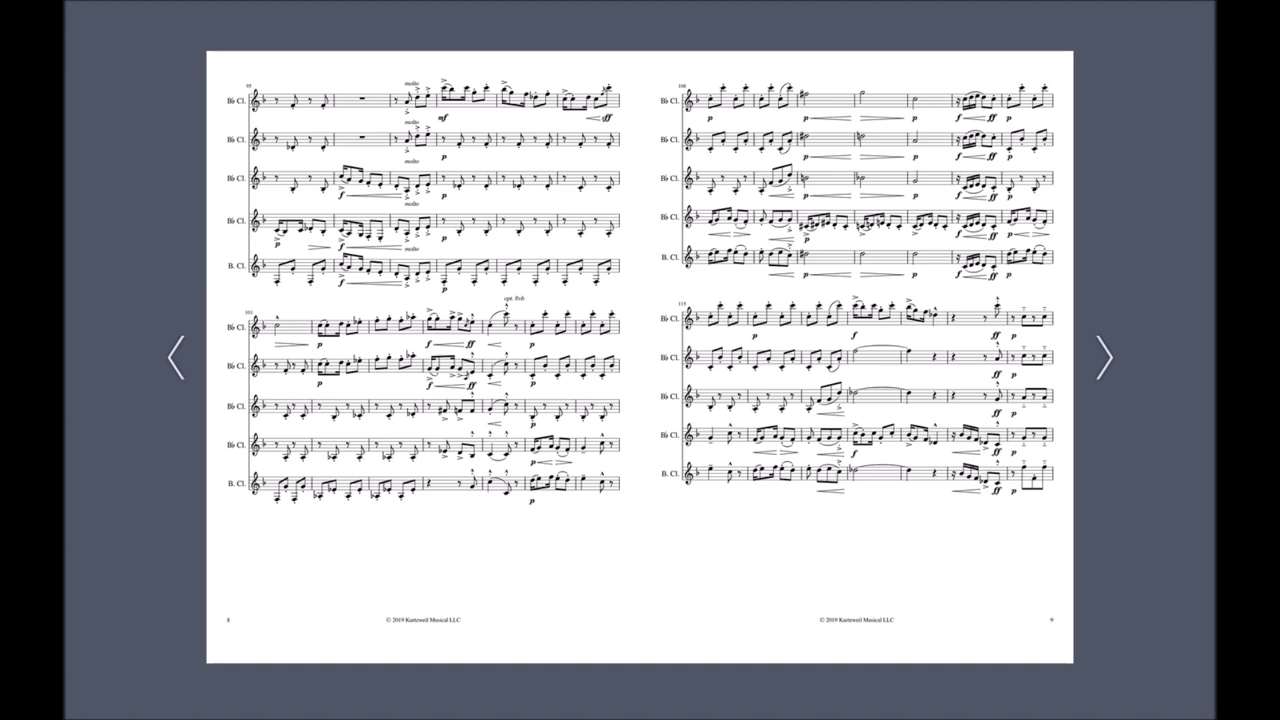 95
molto
B♭ Cl.
mf
ff
molto
B♭ Cl.
p
molto
B♭ Cl.
f
p
molto
B♭ Cl.
p
f
p
molto
B. Cl.
f
p
101
opt. 8vb
B♭ Cl.
p
f
ff
p
B♭ Cl.
p
f
ff
p
B♭ Cl.
p
B♭ Cl.
p
B. Cl.
p
8
© 2019 Kurtzweil Musical LLC
108
B♭ Cl.
p
p
p
f
ff
p
B♭ Cl.
p
p
f
ff
p
B♭ Cl.
p
p
f
ff
p
B♭ Cl.
p
f
ff
p
B. Cl.
p
p
f
ff
p
115
B♭ Cl.
p
f
p
B♭ Cl.
ff
p
B♭ Cl.
ff
p
B♭ Cl.
f
ff
p
B. Cl.
ff
p
© 2019 Kurtzweil Musical LLC
9